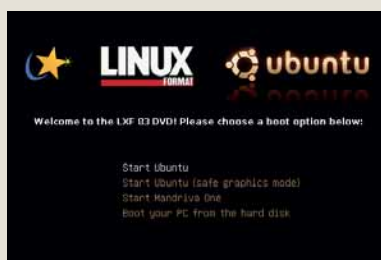 LINUX
FORMAT
ubuntu
Welcome to the LXF 83 DVD! Please choose a boot option below:
Start Ubuntu
Start Ubuntu (safe graphics mode)
Start Mandriva One
Boot your PC from the hard disk